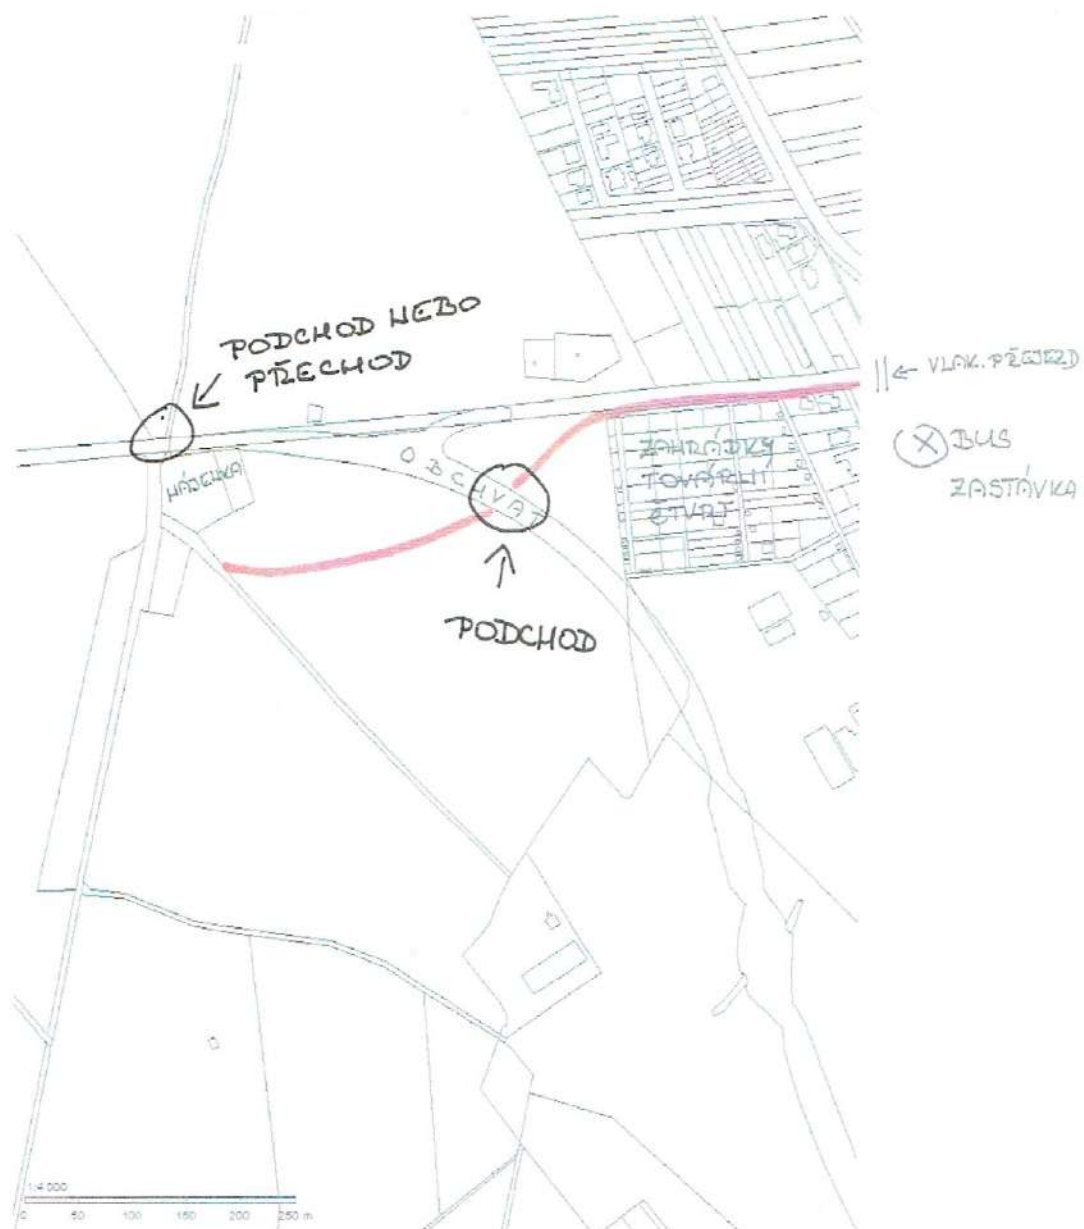 PODCHOD NEBO
PŘECHOD
VLAK. PŘEJEZD
X BUS
ZASTÁVKA
HÁJENKA
OBCHVAT
ZAHRÁDKY
TOVÁRNÍ
ČTVRŤ
PODCHOD
1:4 000
0 50 100 150 200 250 m